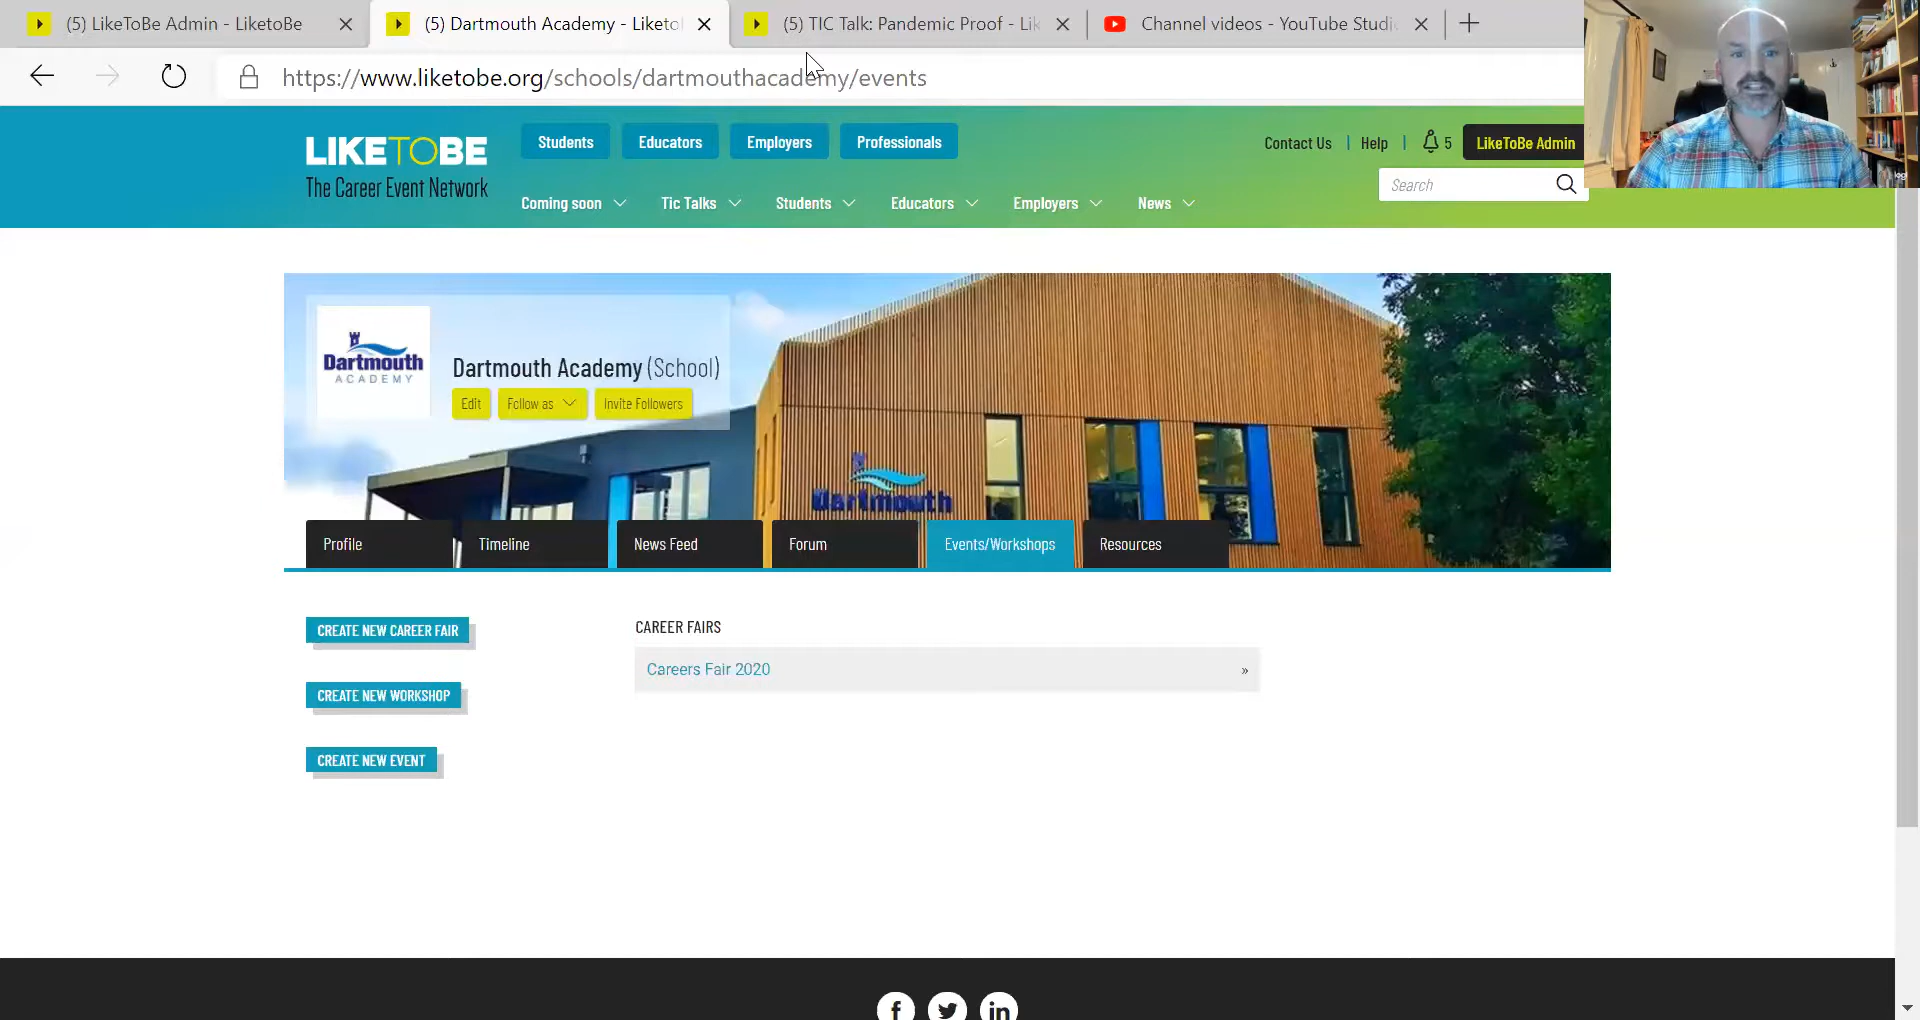 (5) LikeToBe Admin - LiketoBe
(5) Dartmouth Academy - Liketo
(5) TIC Talk: Pandemic Proof - Lik
Channel videos - YouTube Studi
https://www.liketobe.org/schools/dartmouthacademy/events
LIKETOBE
The Career Event Network
Students
Educators
Employers
Professionals
Contact Us
Help
5
LikeToBe Admin
Search
Coming soon
Tic Talks
Students
Educators
Employers
News
Dartmouth
ACADEMY
Dartmouth Academy (School)
Edit
Follow as
Invite Followers
Dartmouth
Profile
Timeline
News Feed
Forum
Events/Workshops
Resources
CREATE NEW CAREER FAIR
CREATE NEW WORKSHOP
CREATE NEW EVENT
CAREER FAIRS
Careers Fair 2020 »
logi